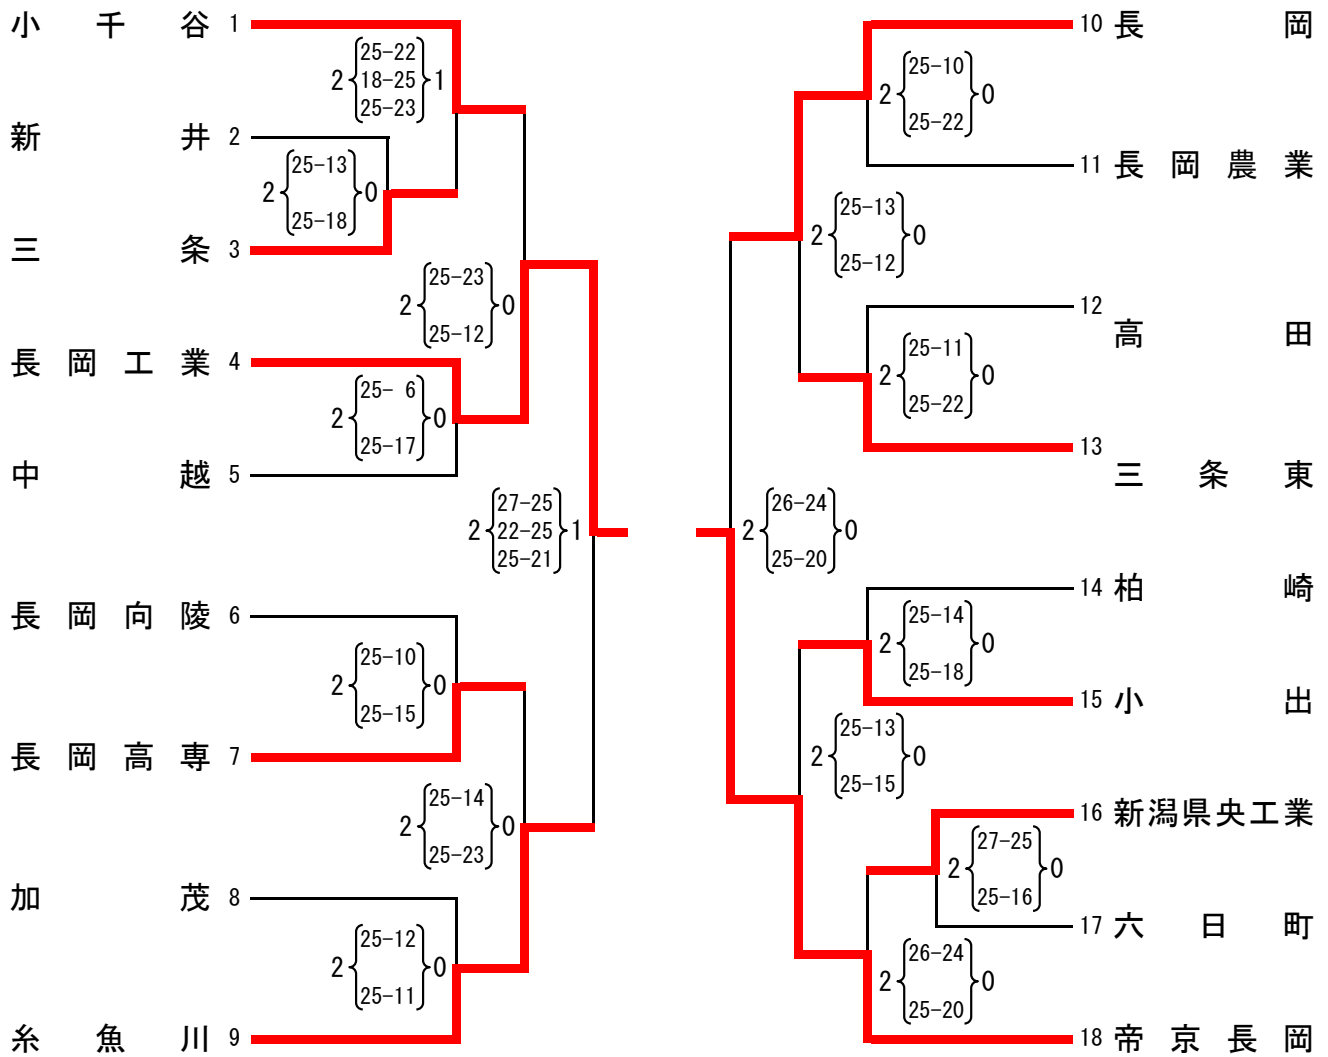 小千谷 1
2 25-22 1
18-25
25-23
新井 2
2 25-13 0
25-18
三条 3
2 25-23 0
25-12
長岡工業 4
2 25- 6 0
25-17
中越 5
2 27-25 1
22-25
25-21
長岡向陵 6
2 25-10 0
25-15
長岡高専 7
2 25-14 0
25-23
加茂 8
2 25-12 0
25-11
糸魚川 9
10 長岡
2 25-10 0
25-22
11 長岡農業
2 25-13 0
25-12
12 高田
2 25-11 0
25-22
13 三条東
2 26-24 0
25-20
14 柏崎
2 25-14 0
25-18
15 小出
2 25-13 0
25-15
16 新潟県央工業
2 27-25 0
25-16
17 六日町
2 26-24 0
25-20
18 帝京長岡